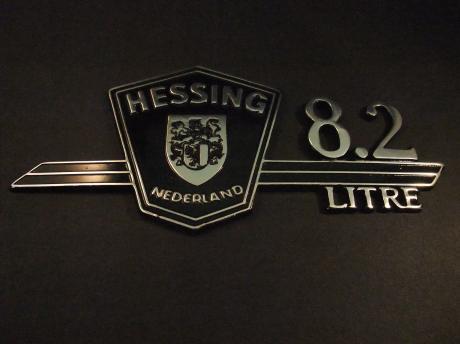 HESSING
NEDERLAND
8.2
LITRE